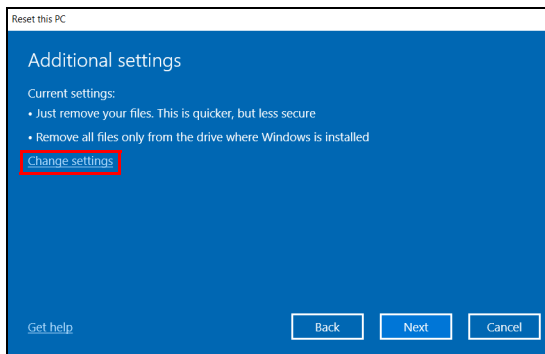 Reset this PC
Additional settings
Current settings:
• Just remove your files. This is quicker, but less secure
• Remove all files only from the drive where Windows is installed
Change settings
Get help
Back
Next
Cancel